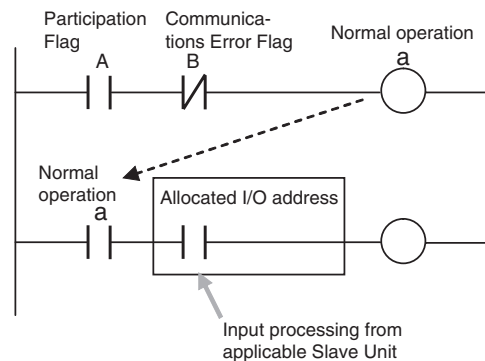 Participation
Flag
A
Communica-
tions Error Flag
B
Normal operation
a
Normal
operation
a
Allocated I/O address
Input processing from
applicable Slave Unit